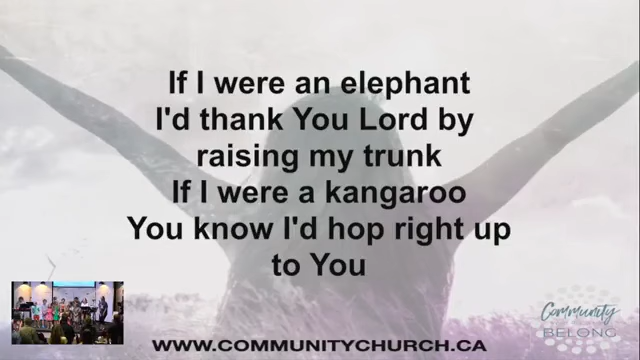 If I were an elephant
I'd thank You Lord by
raising my trunk
If I were a kangaroo
You know I'd hop right up
to You
Community
BELONG
WWW.COMMUNITYCHURCH.CA